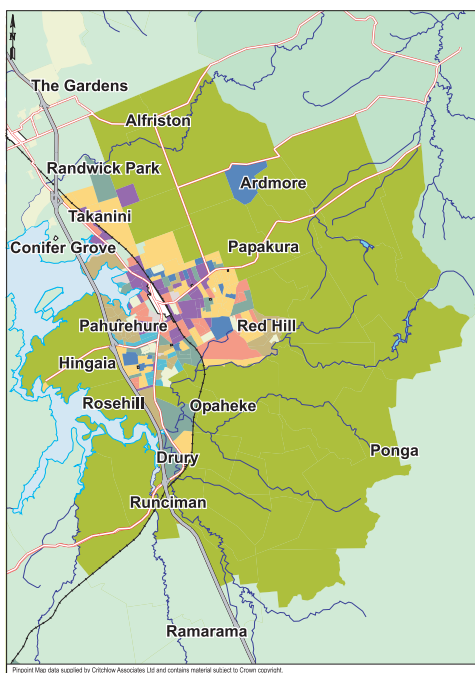 N
The Gardens
Alfriston
Randwick Park
Ardmore
Takanini
Conifer Grove
Papakura
Pahurehure
Red Hill
Hingaia
Rosehill
Opaheke
Drury
Ponga
Runciman
Ramarama
Pinpoint Map data supplied by Critchlow Associates Ltd and contains material subject to Crown copyright.